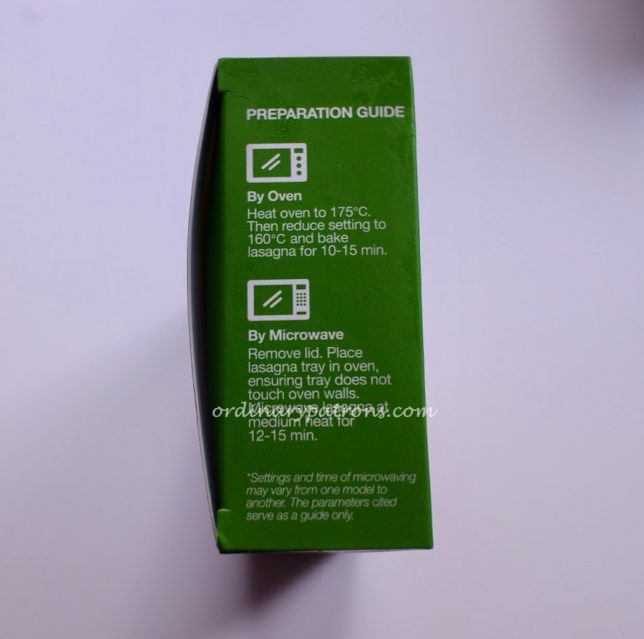 PREPARATION GUIDE
By Oven
Heat oven to 175°C.
Then reduce setting to
160°C and bake
lasagna for 10-15 min.
By Microwave
Remove lid. Place
lasagna tray in oven,
ensuring tray does not
touch oven walls.
Microwave lasagna at
ordinarypatrons.com
medium heat for
12-15 min.
*Settings and time of microwaving
may vary from one model to
another. The parameters cited
serve as a guide only.